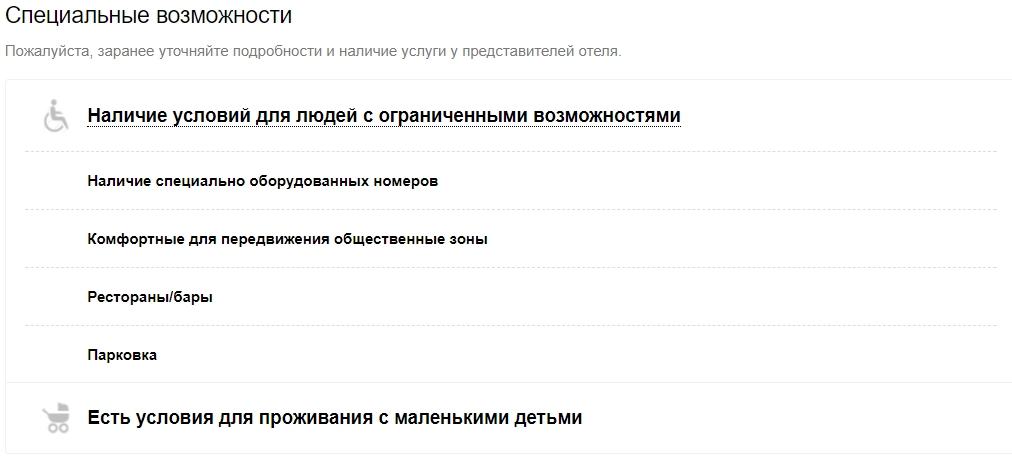 Специальные возможности
Пожалуйста, заранее уточняйте подробности и наличие услуги у представителей отеля.
Наличие условий для людей с ограниченными возможностями
Наличие специально оборудованных номеров
Комфортные для передвижения общественные зоны
Рестораны/бары
Парковка
Есть условия для проживания с маленькими детьми